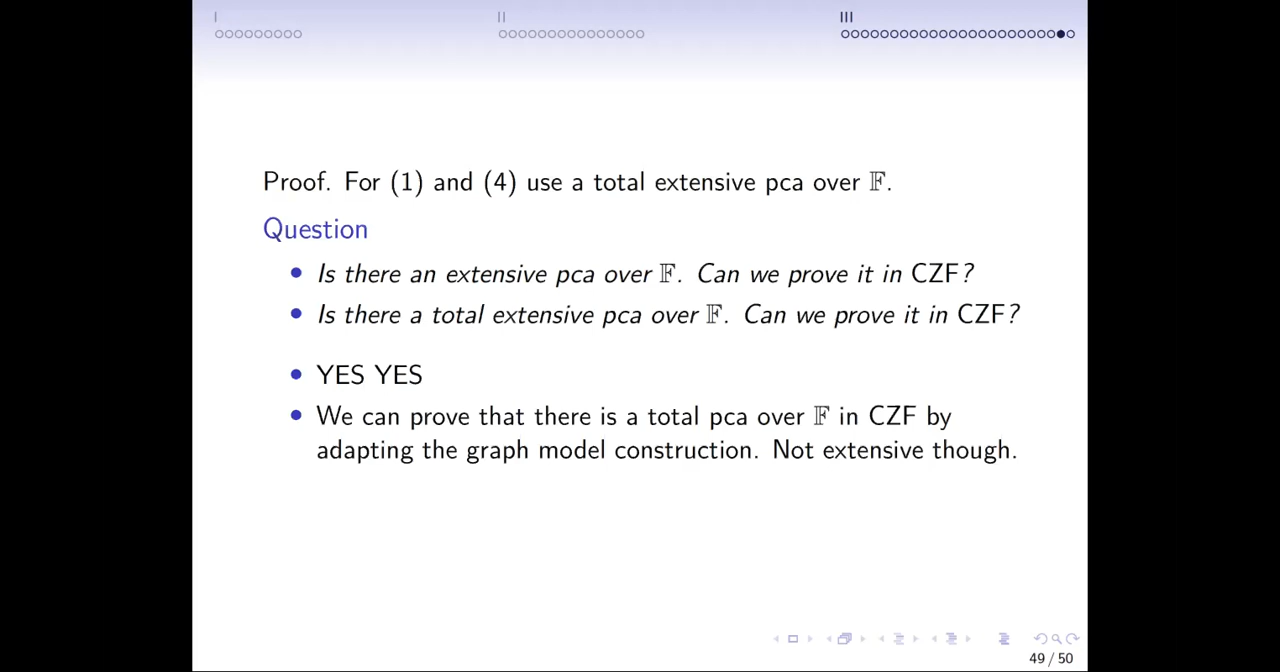 I II III
Proof. For (1) and (4) use a total extensive pca over 𝔽.
Question
• Is there an extensive pca over 𝔽. Can we prove it in CZF?
• Is there a total extensive pca over 𝔽. Can we prove it in CZF?
• YES YES
• We can prove that there is a total pca over 𝔽 in CZF by
adapting the graph model construction. Not extensive though.
49 / 50